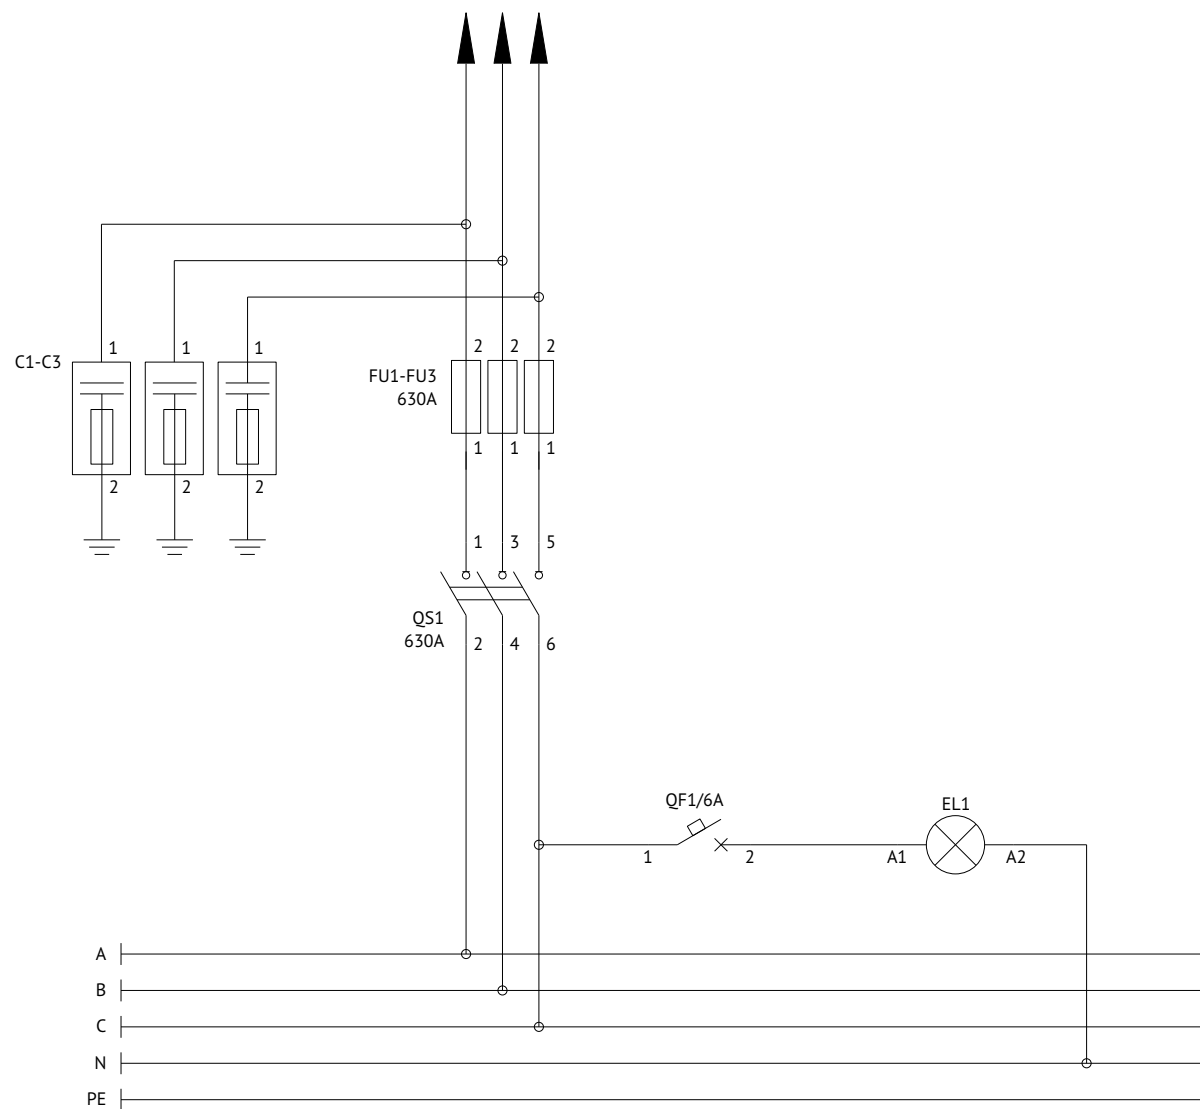 1 1 1
C1-C3
2 2 2
2 2 2
FU1-FU3
630A
1 1 1
1 3 5
QS1
630A
2 4 6
QF1/6A
1 2
EL1
A1 A2
A
B
C
N
PE